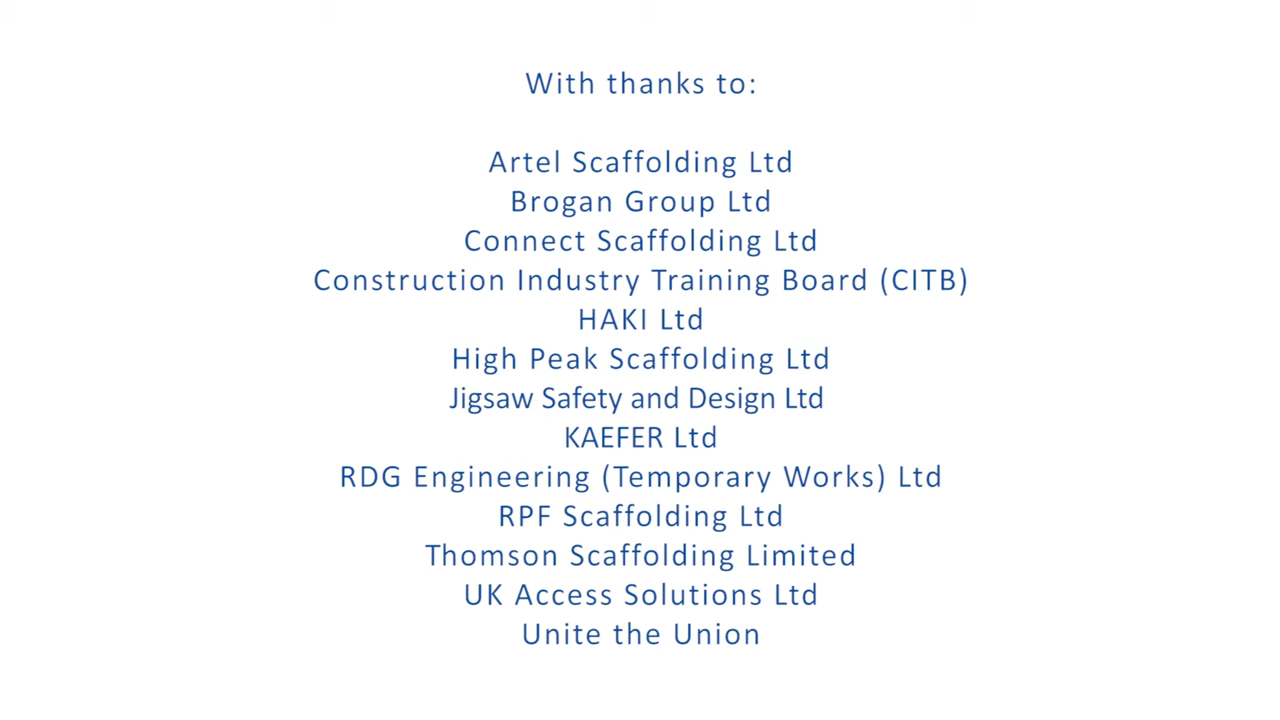 With thanks to:
Artel Scaffolding Ltd
Brogan Group Ltd
Connect Scaffolding Ltd
Construction Industry Training Board (CITB)
HAKI Ltd
High Peak Scaffolding Ltd
Jigsaw Safety and Design Ltd
KAEFER Ltd
RDG Engineering (Temporary Works) Ltd
RPF Scaffolding Ltd
Thomson Scaffolding Limited
UK Access Solutions Ltd
Unite the Union